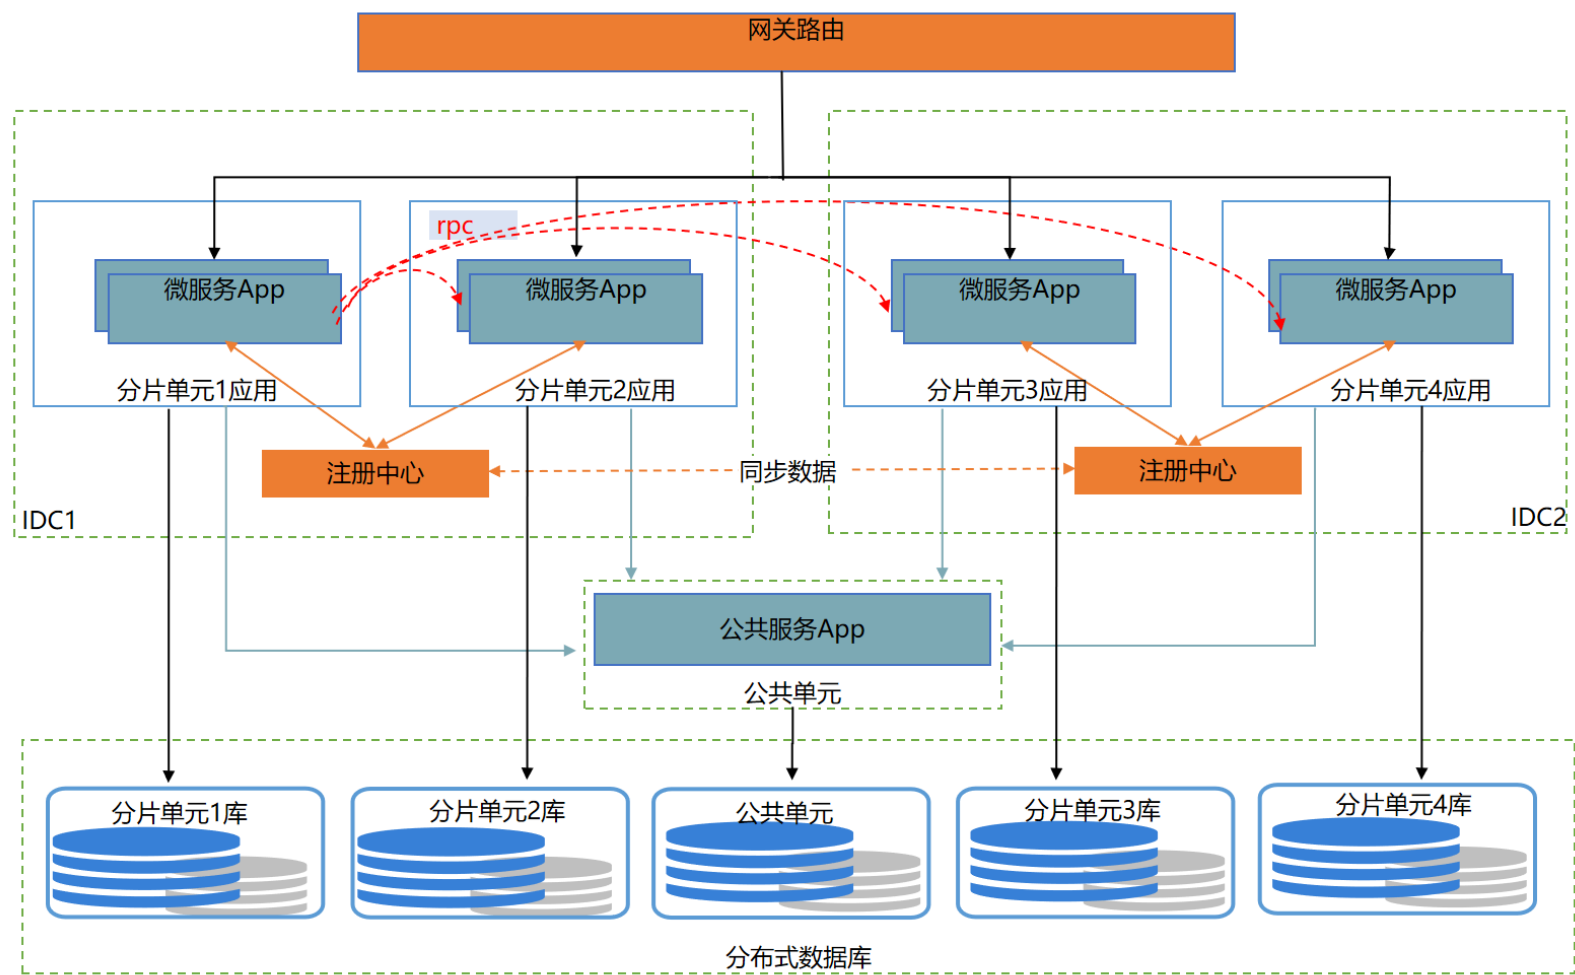 网关路由
rpc
微服务App
微服务App
微服务App
微服务App
分片单元1应用
分片单元2应用
分片单元3应用
分片单元4应用
注册中心
同步数据
注册中心
IDC1
IDC2
公共服务App
公共单元
分片单元1库
分片单元2库
公共单元
分片单元3库
分片单元4库
分布式数据库